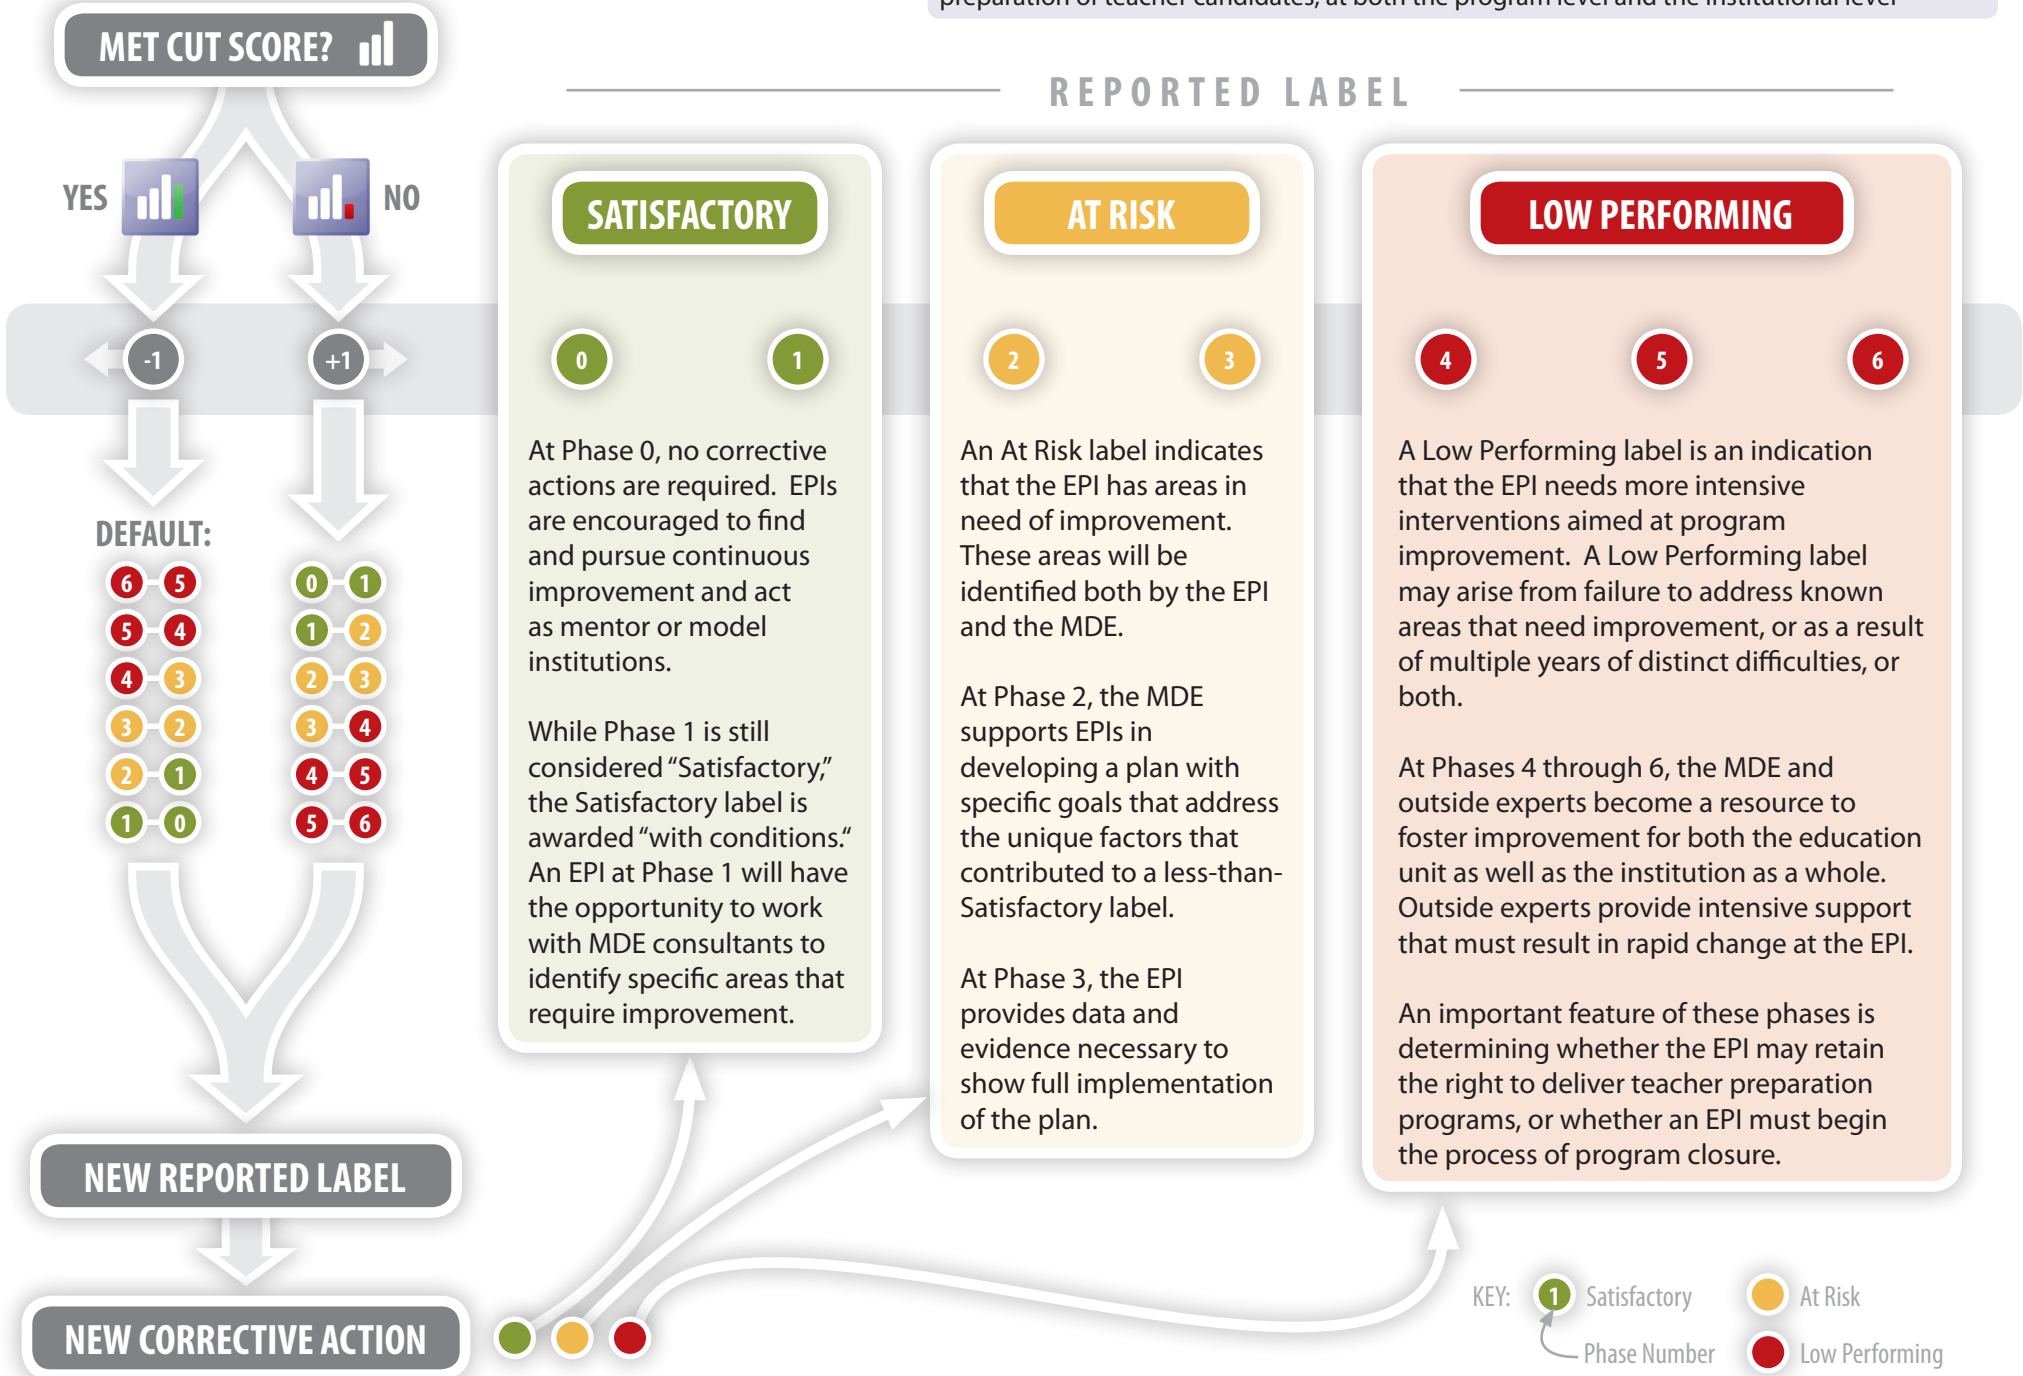 preparation of teacher candidates, at both the program level and the institutional level
MET CUT SCORE?
REPORTED LABEL
YES
NO
-1
+1
DEFAULT:
6 5
5 4
4 3
3 2
2 1
1 0
0 1
1 2
2 3
3 4
4 5
5 6
NEW REPORTED LABEL
NEW CORRECTIVE ACTION
SATISFACTORY
0 1
At Phase 0, no corrective
actions are required. EPIs
are encouraged to find
and pursue continuous
improvement and act
as mentor or model
institutions.
While Phase 1 is still
considered “Satisfactory,”
the Satisfactory label is
awarded “with conditions.“
An EPI at Phase 1 will have
the opportunity to work
with MDE consultants to
identify specific areas that
require improvement.
AT RISK
2 3
An At Risk label indicates
that the EPI has areas in
need of improvement.
These areas will be
identified both by the EPI
and the MDE.
At Phase 2, the MDE
supports EPIs in
developing a plan with
specific goals that address
the unique factors that
contributed to a less-than-
Satisfactory label.
At Phase 3, the EPI
provides data and
evidence necessary to
show full implementation
of the plan.
LOW PERFORMING
4 5 6
A Low Performing label is an indication
that the EPI needs more intensive
interventions aimed at program
improvement. A Low Performing label
may arise from failure to address known
areas that need improvement, or as a result
of multiple years of distinct difficulties, or
both.
At Phases 4 through 6, the MDE and
outside experts become a resource to
foster improvement for both the education
unit as well as the institution as a whole.
Outside experts provide intensive support
that must result in rapid change at the EPI.
An important feature of these phases is
determining whether the EPI may retain
the right to deliver teacher preparation
programs, or whether an EPI must begin
the process of program closure.
KEY: 1 Satisfactory At Risk
Phase Number Low Performing